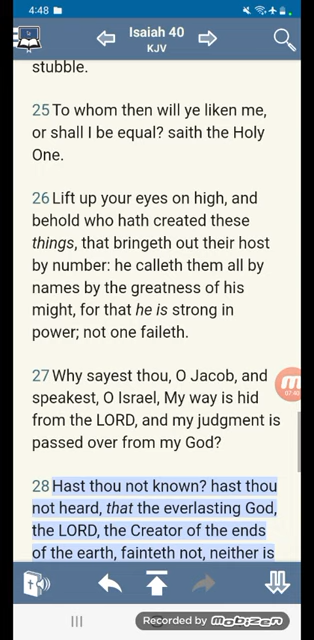 4:48
Isaiah 40
KJV
stubble.
25 To whom then will ye liken me,
or shall I be equal? saith the Holy
One.
26 Lift up your eyes on high, and
behold who hath created these
things, that bringeth out their host
by number: he calleth them all by
names by the greatness of his
might, for that he is strong in
power; not one faileth.
27 Why sayest thou, O Jacob, and
speakest, O Israel, My way is hid
from the LORD, and my judgment is
passed over from my God?
28 Hast thou not known? hast thou
not heard, that the everlasting God,
the LORD, the Creator of the ends
of the earth, fainteth not, neither is
Recorded by mobizen